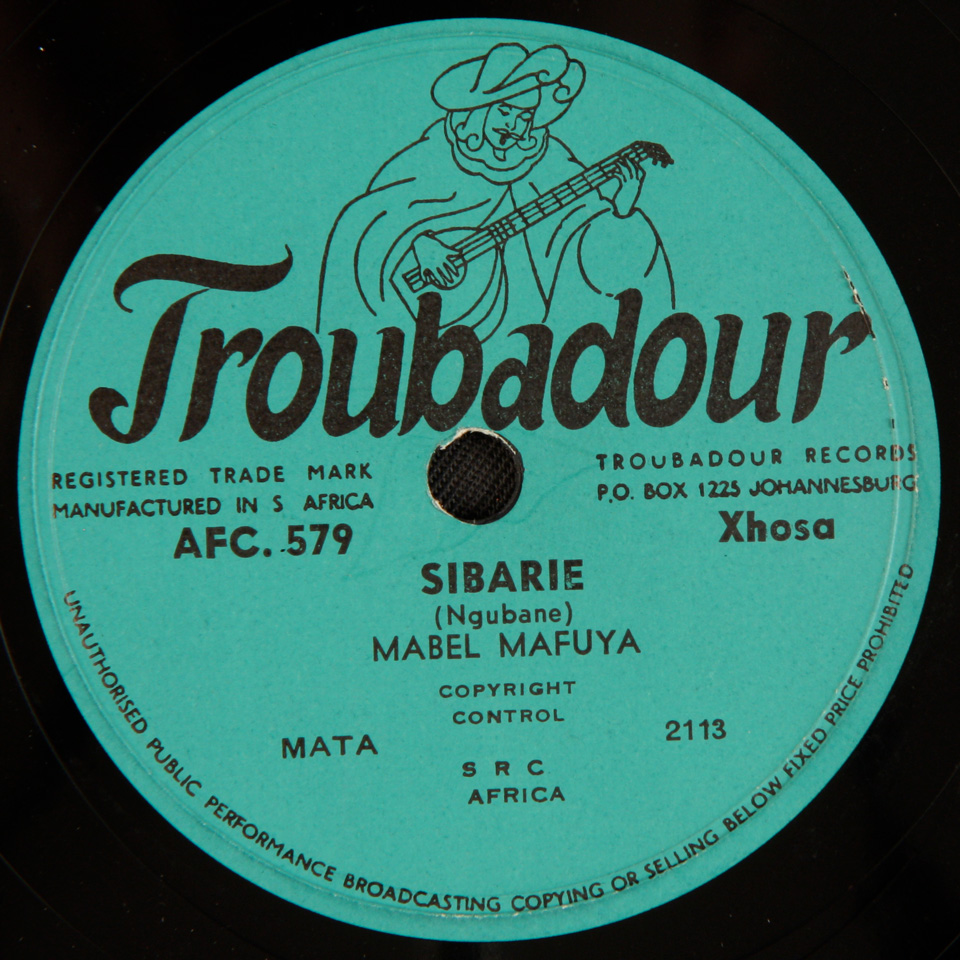 Troubadour
REGISTERED TRADE MARK
MANUFACTURED IN S AFRICA
AFC. 579
TROUBADOUR RECORDS
P.O. BOX 1225 JOHANNESBURG
Xhosa
SIBARIE
(Ngubane)
MABEL MAFUYA
COPYRIGHT
CONTROL
MATA 2113
S R C
AFRICA
UNAUTHORISED PUBLIC PERFORMANCE BROADCASTING COPYING OR SELLING BELOW FIXED PRICE PROHIBITED